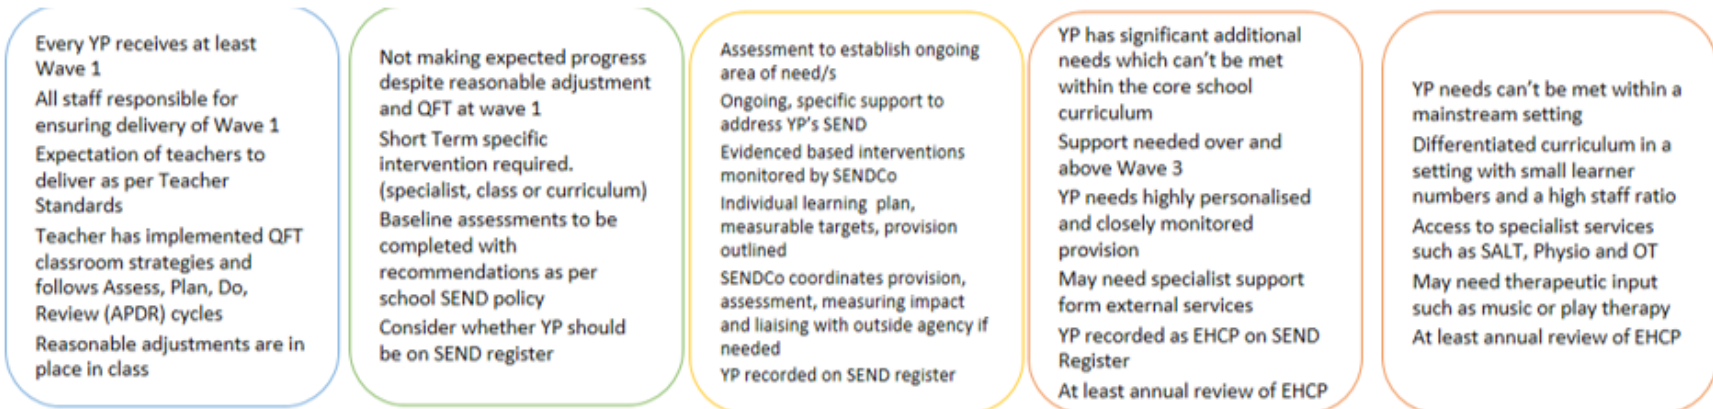 Every YP receives at least
Wave 1
All staff responsible for
ensuring delivery of Wave 1
Expectation of teachers to
deliver as per Teacher
Standards
Teacher has implemented QFT
classroom strategies and
follows Assess, Plan, Do,
Review (APDR) cycles
Reasonable adjustments are in
place in class
Not making expected progress
despite reasonable adjustment
and QFT at wave 1
Short Term specific
intervention required.
(specialist, class or curriculum)
Baseline assessments to be
completed with
recommendations as per
school SEND policy
Consider whether YP should
be on SEND register
Assessment to establish ongoing
area of need/s
Ongoing, specific support to
address YP's SEND
Evidenced based interventions
monitored by SENDCo
Individual learning plan,
measurable targets, provision
outlined
SENDCo coordinates provision,
assessment, measuring impact
and liaising with outside agency if
needed
YP recorded on SEND register
YP has significant additional
needs which can't be met
within the core school
curriculum
Support needed over and
above Wave 3
YP needs highly personalised
and closely monitored
provision
May need specialist support
form external services
YP recorded as EHCP on SEND
Register
At least annual review of EHCP
YP needs can't be met within a
mainstream setting
Differentiated curriculum in a
setting with small learner
numbers and a high staff ratio
Access to specialist services
such as SALT, Physio and OT
May need therapeutic input
such as music or play therapy
At least annual review of EHCP